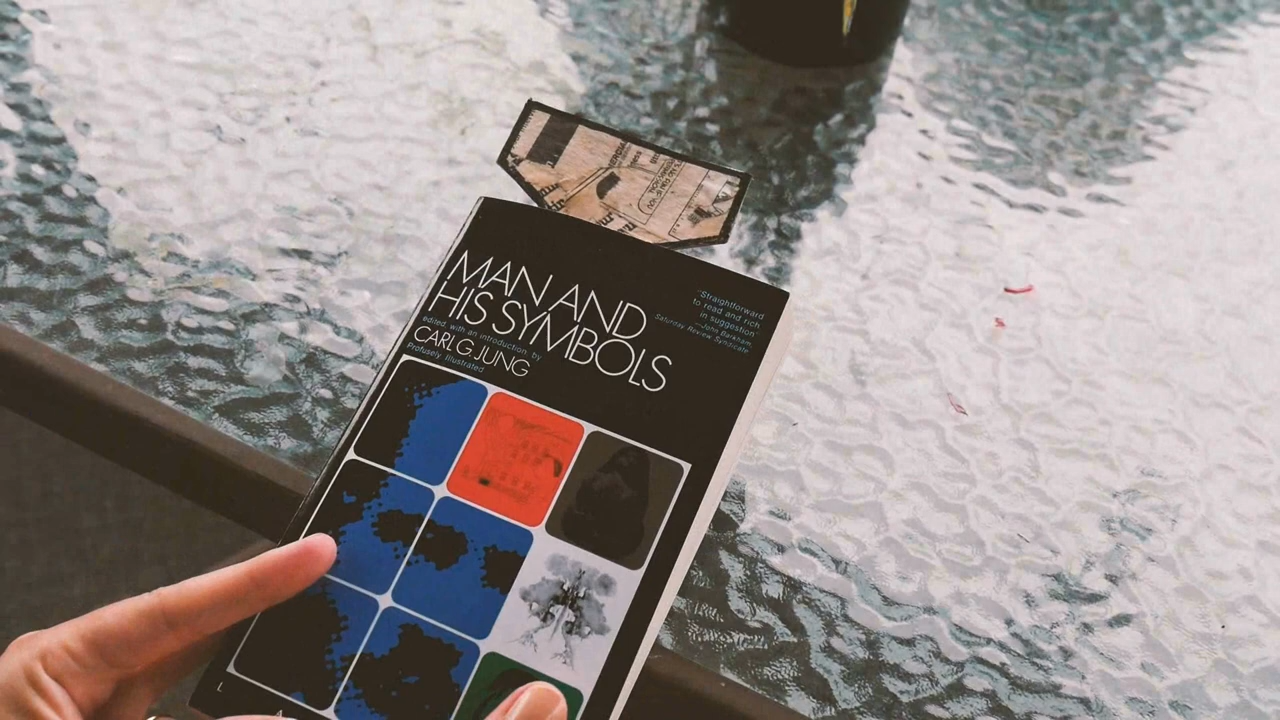 MAN AND
HIS SYMBOLS
edited, with an introduction, by
CARL G. JUNG
Profusely Illustrated
"Straightforward
to read and rich
in suggestion"
—John Barkham,
Saturday Review Syndicate
L